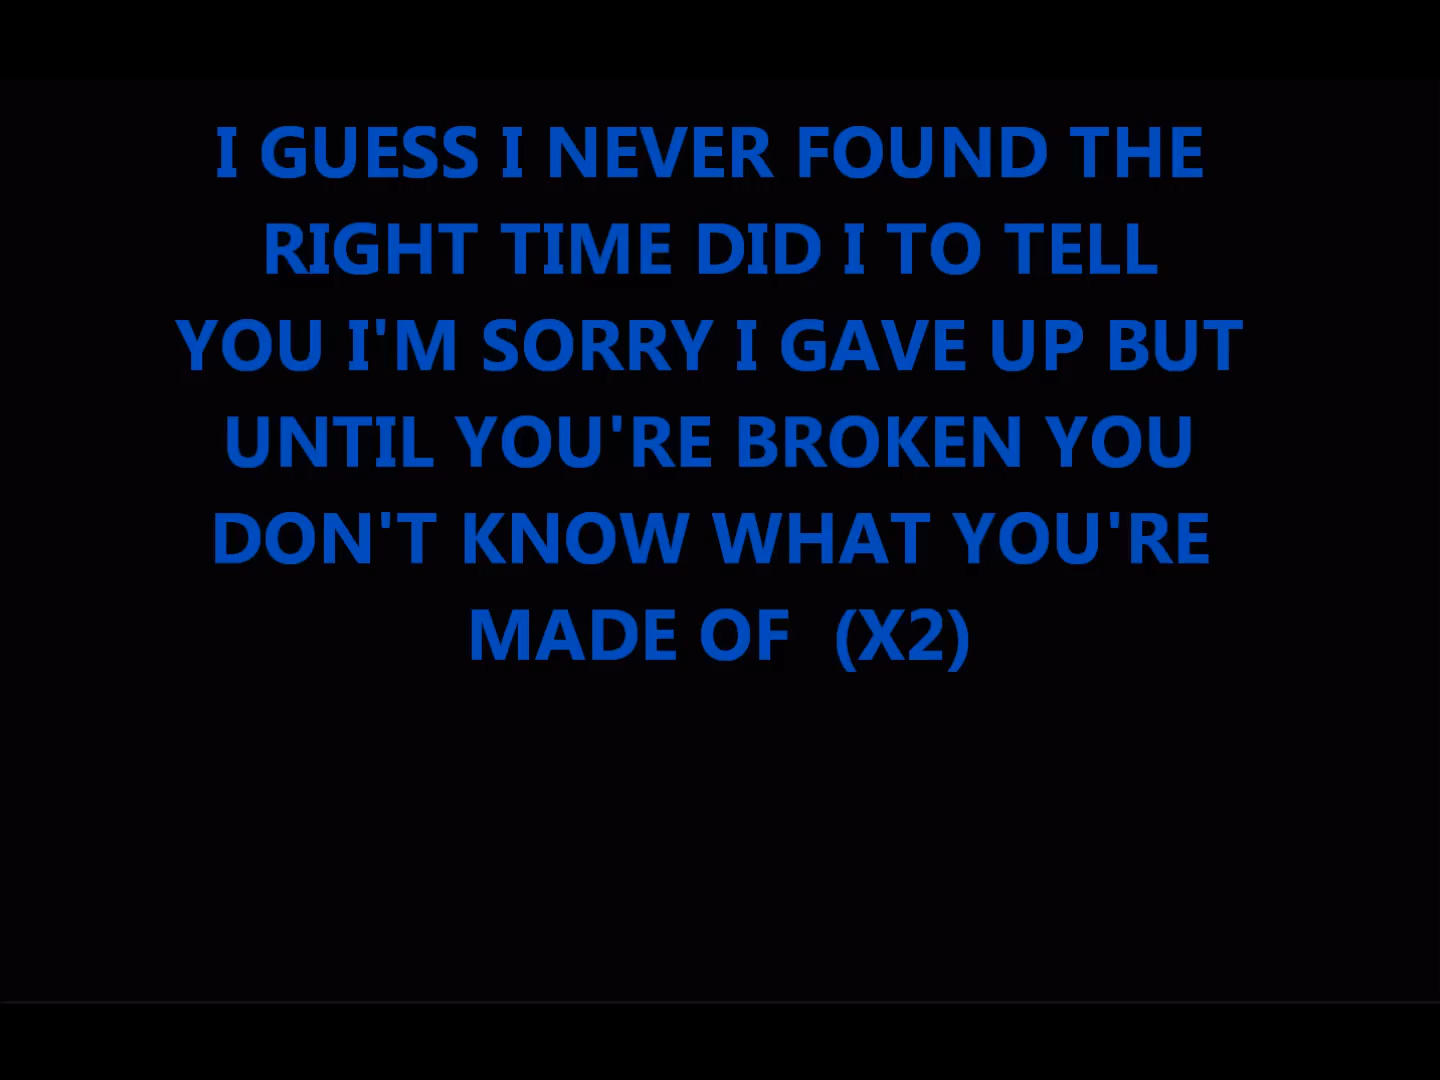 I GUESS I NEVER FOUND THE
RIGHT TIME DID I TO TELL
YOU I'M SORRY I GAVE UP BUT
UNTIL YOU'RE BROKEN YOU
DON'T KNOW WHAT YOU'RE
MADE OF  (X2)